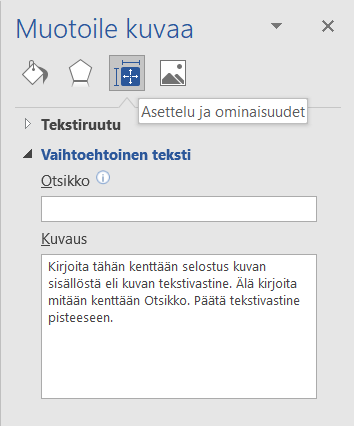 Muotoile kuvaa
Asettelu ja ominaisuudet
Tekstiruutu
Vaihtoehtoinen teksti
Otsikko
Kuvaus
Kirjoita tähän kenttään selostus kuvan
sisällöstä eli kuvan tekstivastine. Älä kirjoita
mitään kenttään Otsikko. Päätä tekstivastine
pisteeseen.